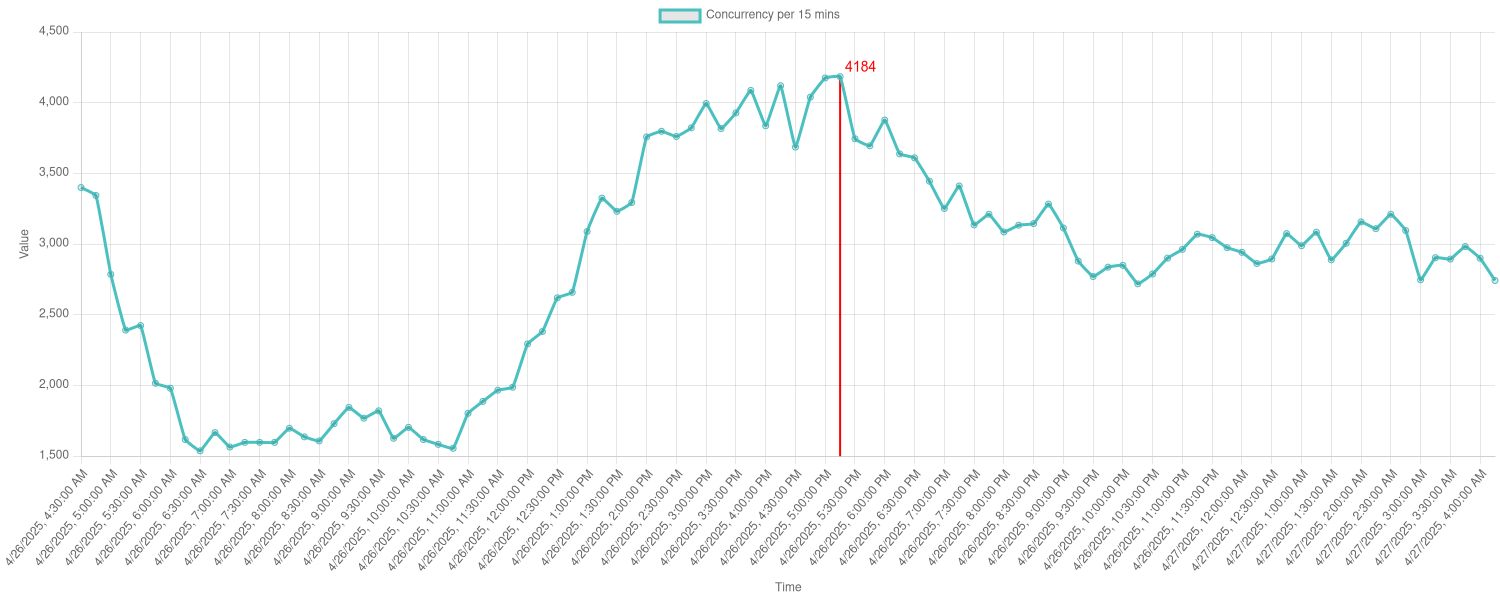 Concurrency per 15 mins
4,500
4184
4,000
3,500
3,000
2,500
2,000
1,500
Value
4/26/2025, 4:30:00 AM
4/26/2025, 5:00:00 AM
4/26/2025, 5:30:00 AM
4/26/2025, 6:00:00 AM
4/26/2025, 6:30:00 AM
4/26/2025, 7:00:00 AM
4/26/2025, 7:30:00 AM
4/26/2025, 8:00:00 AM
4/26/2025, 8:30:00 AM
4/26/2025, 9:00:00 AM
4/26/2025, 9:30:00 AM
4/26/2025, 10:00:00 AM
4/26/2025, 10:30:00 AM
4/26/2025, 11:00:00 AM
4/26/2025, 11:30:00 AM
4/26/2025, 12:00:00 PM
4/26/2025, 12:30:00 PM
4/26/2025, 1:00:00 PM
4/26/2025, 1:30:00 PM
4/26/2025, 2:00:00 PM
4/26/2025, 2:30:00 PM
4/26/2025, 3:00:00 PM
4/26/2025, 3:30:00 PM
4/26/2025, 4:00:00 PM
4/26/2025, 4:30:00 PM
4/26/2025, 5:00:00 PM
4/26/2025, 5:30:00 PM
4/26/2025, 6:00:00 PM
4/26/2025, 6:30:00 PM
4/26/2025, 7:00:00 PM
4/26/2025, 7:30:00 PM
4/26/2025, 8:00:00 PM
4/26/2025, 8:30:00 PM
4/26/2025, 9:00:00 PM
4/26/2025, 9:30:00 PM
4/26/2025, 10:00:00 PM
4/26/2025, 10:30:00 PM
4/26/2025, 11:00:00 PM
4/26/2025, 11:30:00 PM
4/27/2025, 12:00:00 AM
4/27/2025, 12:30:00 AM
4/27/2025, 1:00:00 AM
4/27/2025, 1:30:00 AM
4/27/2025, 2:00:00 AM
4/27/2025, 2:30:00 AM
4/27/2025, 3:00:00 AM
4/27/2025, 3:30:00 AM
4/27/2025, 4:00:00 AM
Time